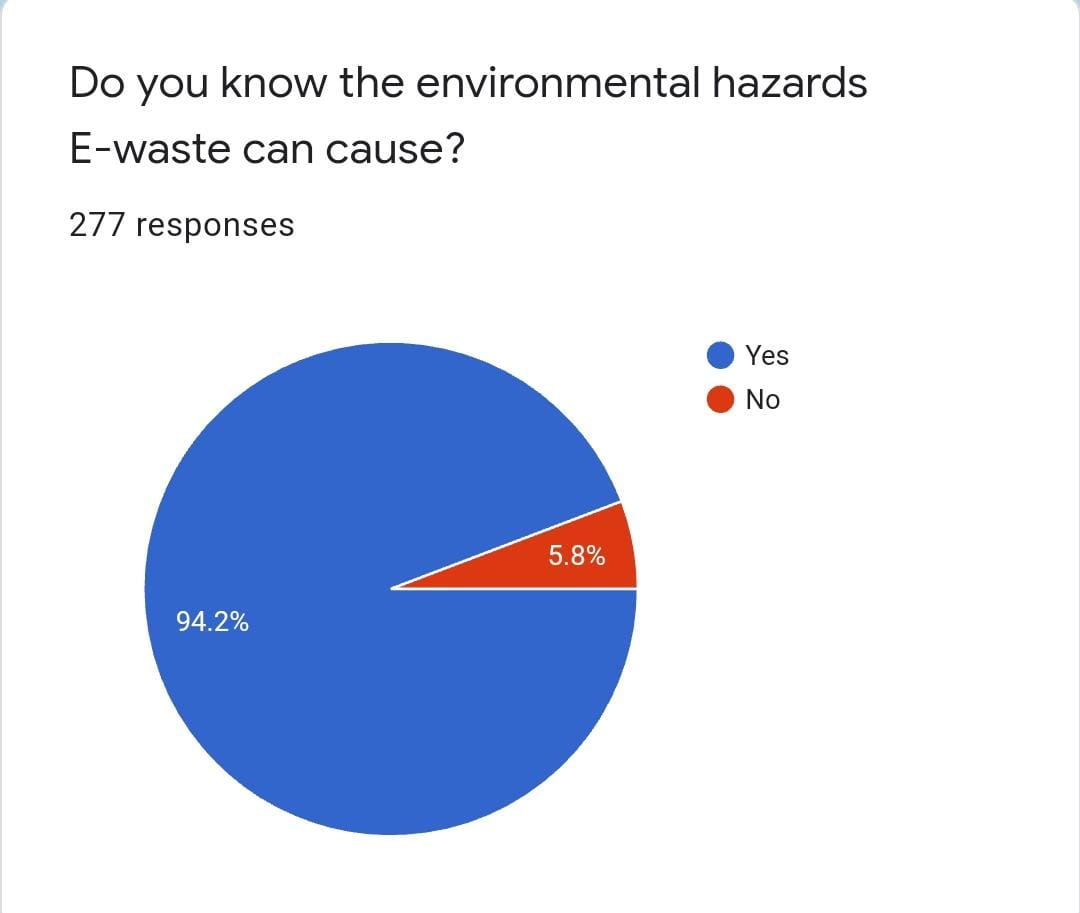 Do you know the environmental hazards
E-waste can cause?
277 responses
Yes
No
5.8%
94.2%